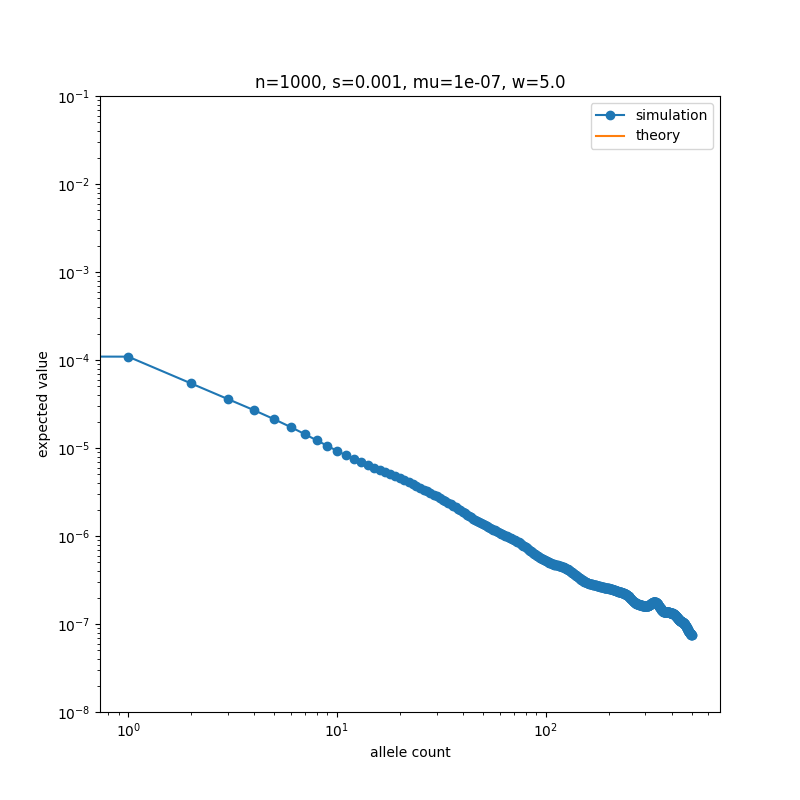 n=1000, s=0.001, mu=1e-07, w=5.0
simulation
theory
10⁻¹
10⁻²
10⁻³
10⁻⁴
10⁻⁵
10⁻⁶
10⁻⁷
10⁻⁸
expected value
10⁰ 10¹ 10²
allele count